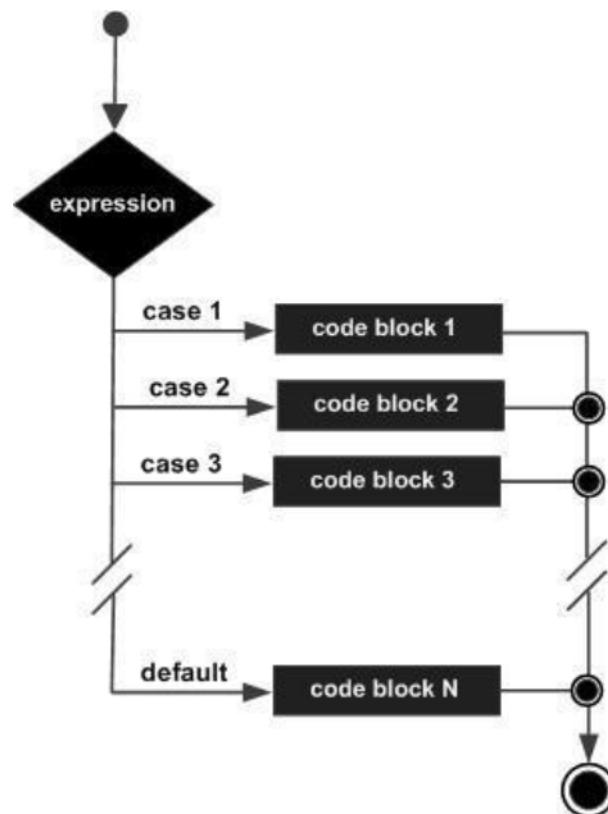 expression
case 1
code block 1
case 2
code block 2
case 3
code block 3
default
code block N